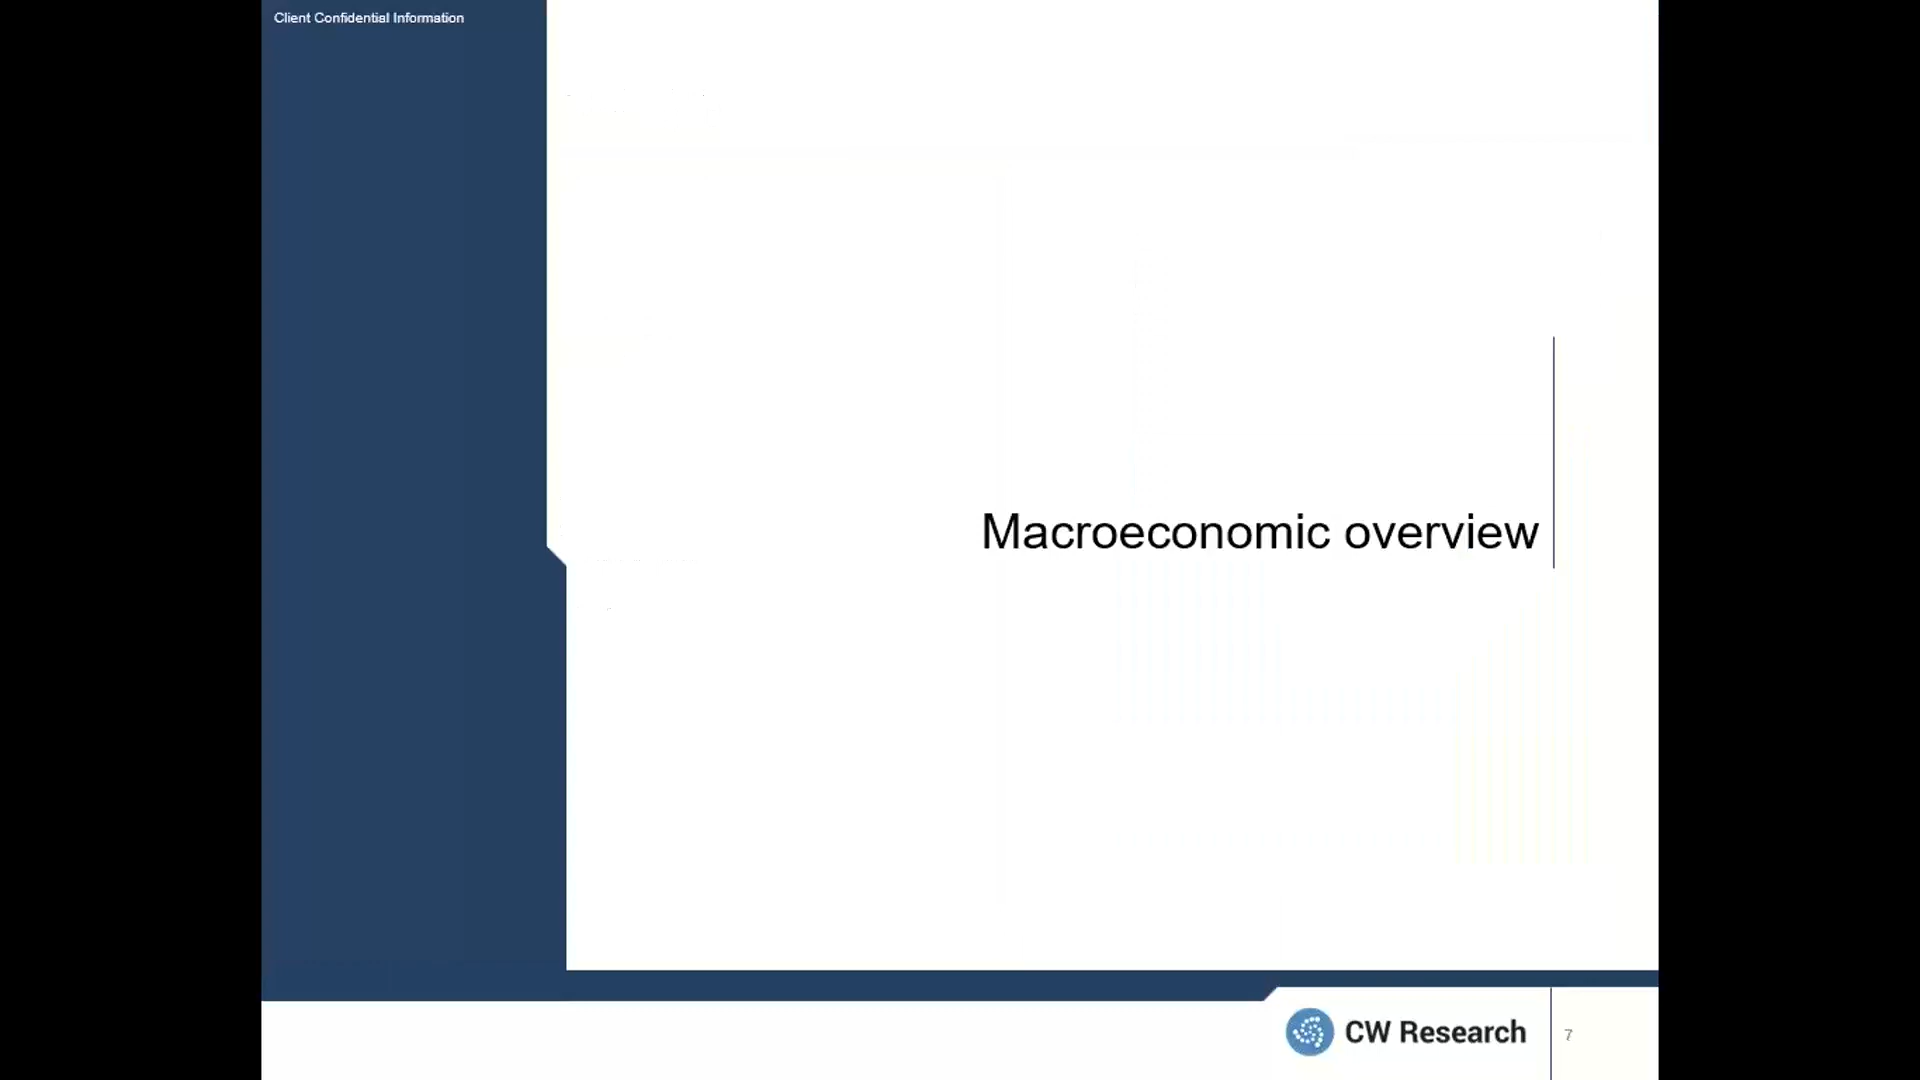 Client Confidential Information
Macroeconomic overview
CW Research
7